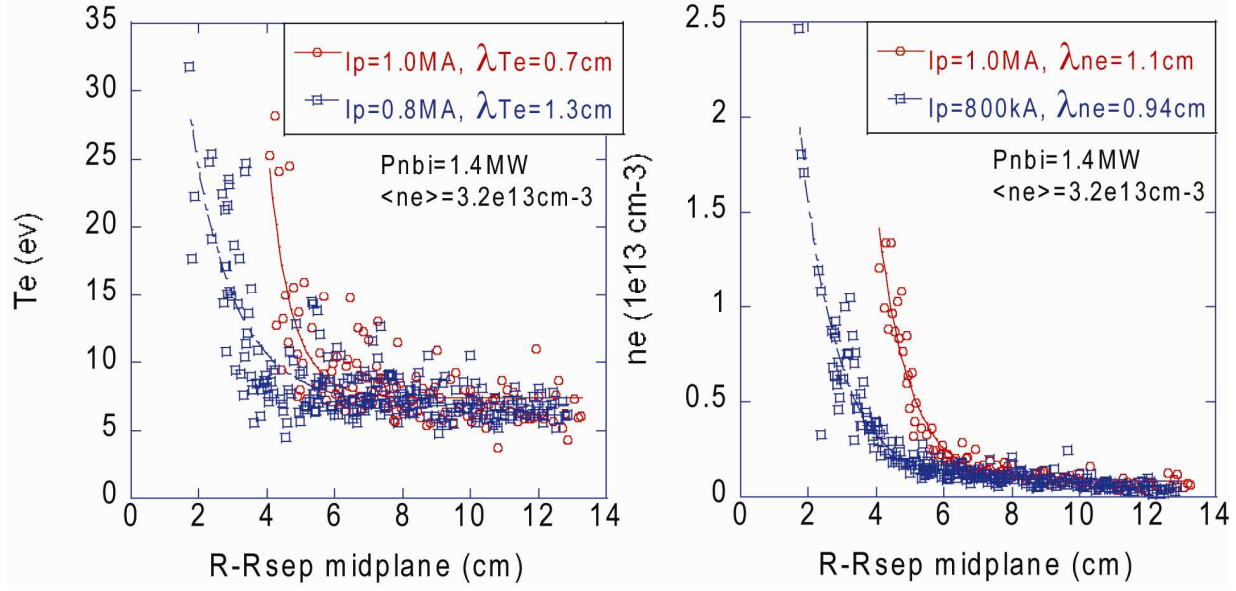 35
30
25
20
15
10
5
0
Te (ev)
Ip=1.0MA, λTe=0.7cm
Ip=0.8MA, λTe=1.3cm
Pnbi=1.4MW
<ne>=3.2e13cm-3
0 2 4 6 8 10 12 14
R-Rsep midplane (cm)
2.5
2
1.5
1
0.5
0
ne (1e13 cm-3)
Ip=1.0MA, λne=1.1cm
Ip=800kA, λne=0.94cm
Pnbi=1.4MW
<ne>=3.2e13cm-3
0 2 4 6 8 10 12 14
R-Rsep midplane (cm)